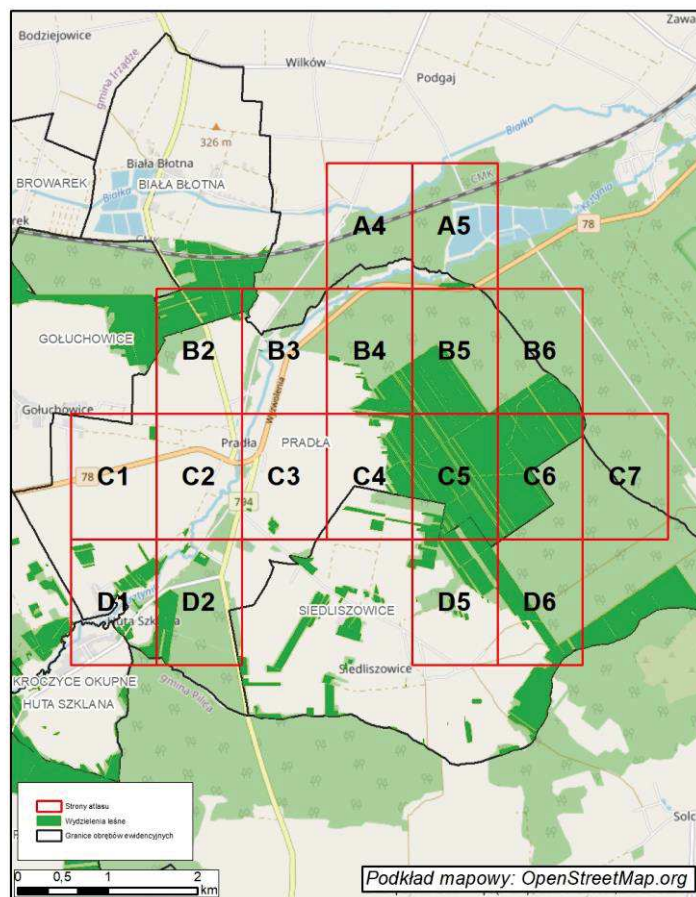 Bodziejowice
Zawa
Wilków
Podgaj
gmina Irządze
Białka
326 m
Biała Błotna
BROWAREK
BIAŁA BŁOTNA
CMK
Białka
rek
A4
A5
78
GOŁUCHOWICE
B2
B3
B4
B5
B6
Wyzwolenia
Gołuchowice
Pradła
PRADŁA
78
C1
C2
C3
C4
C5
C6
C7
794
D1
D2
SIEDLISZOWICE
D5
D6
Huta Szklana
KROCZYCE OKUPNE
HUTA SZKLANA
gmina Pilica
Siedliszowice
Solc
Strony atlasu
Wydzielenia leśne
Granice obrębów ewidencyjnych
0 0,5 1 2
km
Podkład mapowy: OpenStreetMap.org